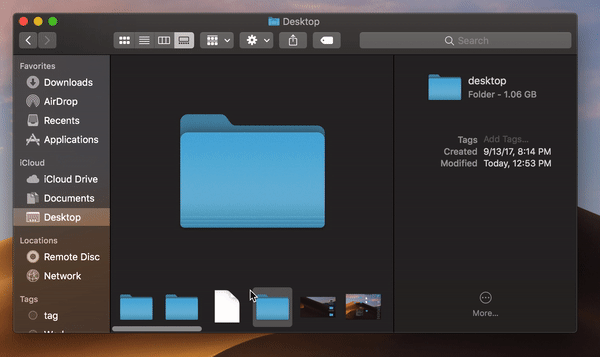 Desktop
Search
Favorites
Downloads
AirDrop
Recents
Applications
iCloud
iCloud Drive
Documents
Desktop
Locations
Remote Disc
Network
Tags
tag
desktop
Folder - 1.06 GB
Tags Add Tags...
Created 9/13/17, 8:14 PM
Modified Today, 12:53 PM
More...